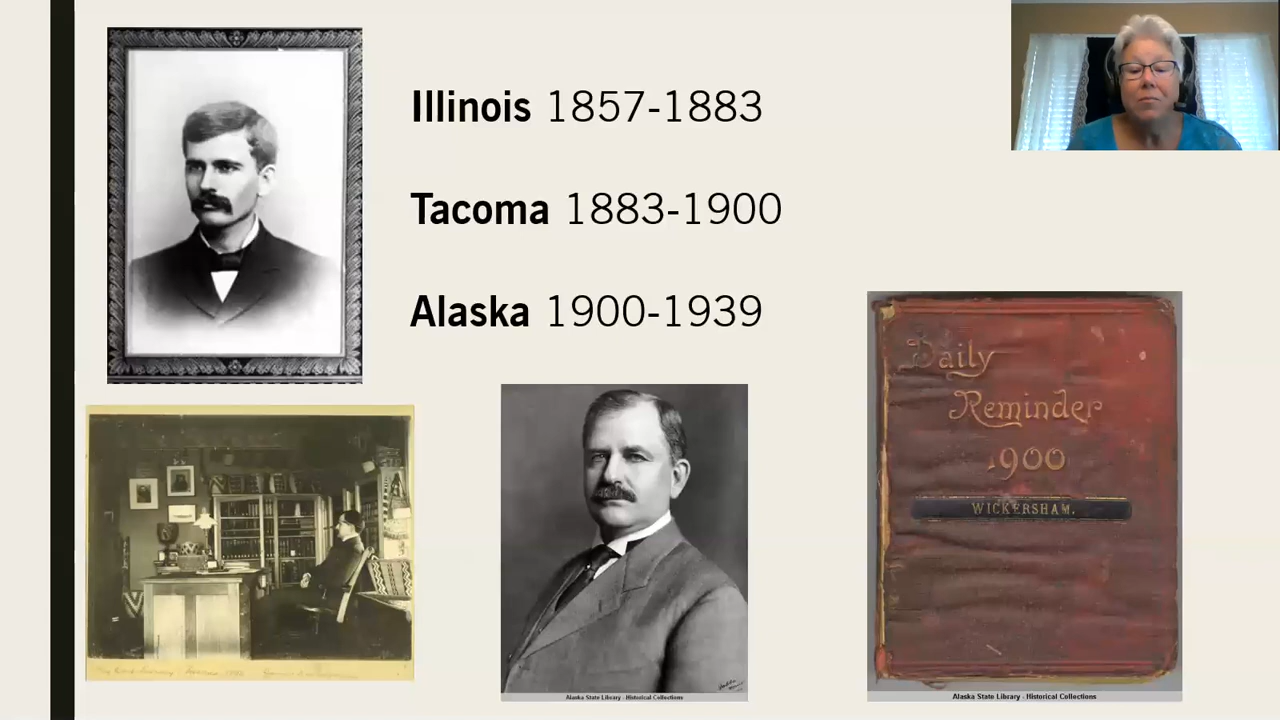 Illinois 1857-1883
Tacoma 1883-1900
Alaska 1900-1939
Daily
Reminder
1900
WICKERSHAM.
Alaska State Library - Historical Collections
Alaska State Library - Historical Collections